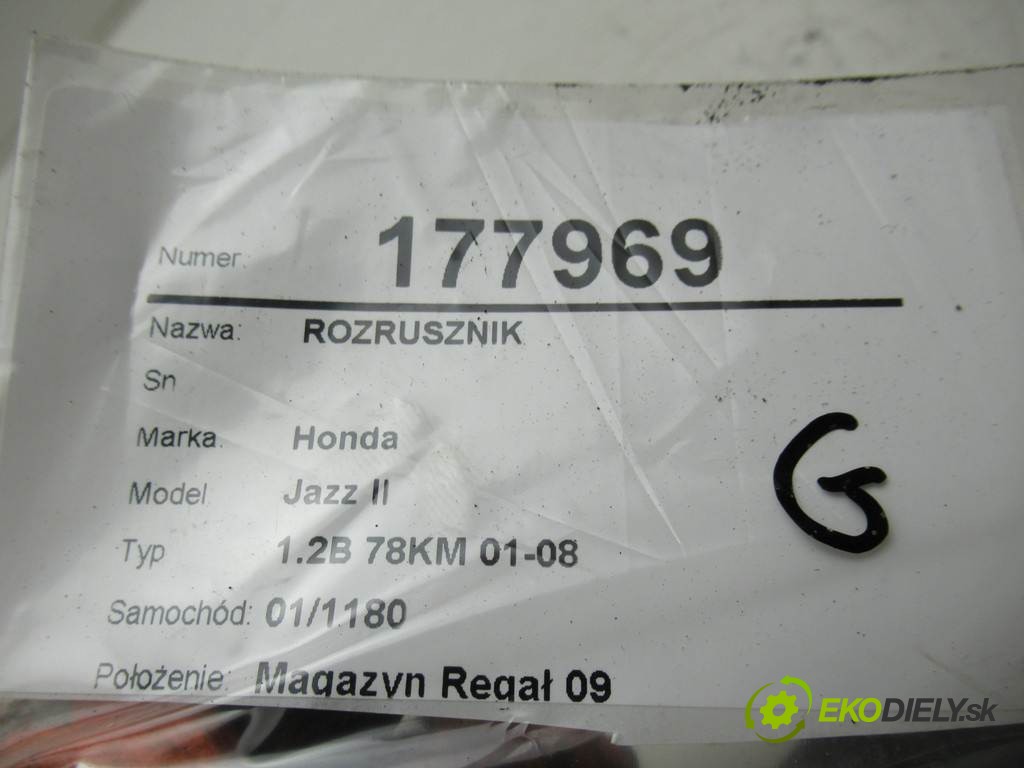 Numer: 177969
Nazwa: ROZRUSZNIK
Sn
Marka: Honda
Model Jazz II
Typ 1.2B 78KM 01-08
Samochód: 01/1180
Położenie: Magazyn Regał 09
G
EKODIELY.sk